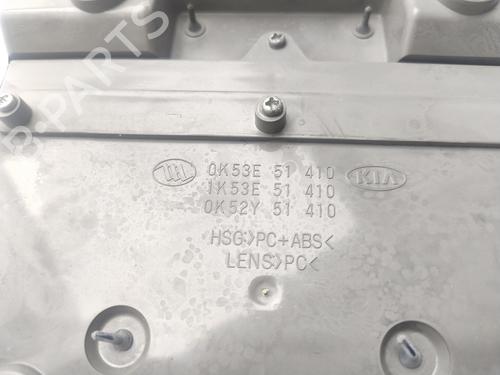 B-PARTS
0K53E 51 410 KIA
1K53E 51 410
0K52Y 51 410
HSG>PC+ABS<
LENS>PC<